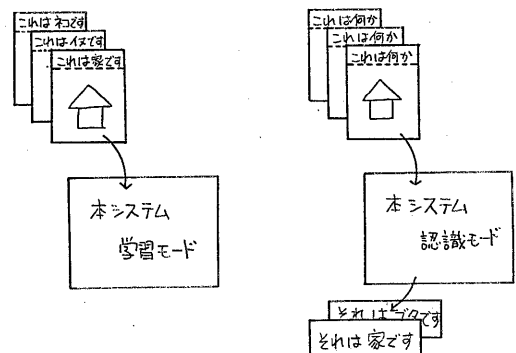 これはネコです
これはイヌです
これは家です
本システム
学習モード
これは何か
これは何か
これは何か
本システム
認識モード
それはブタです
それは家です